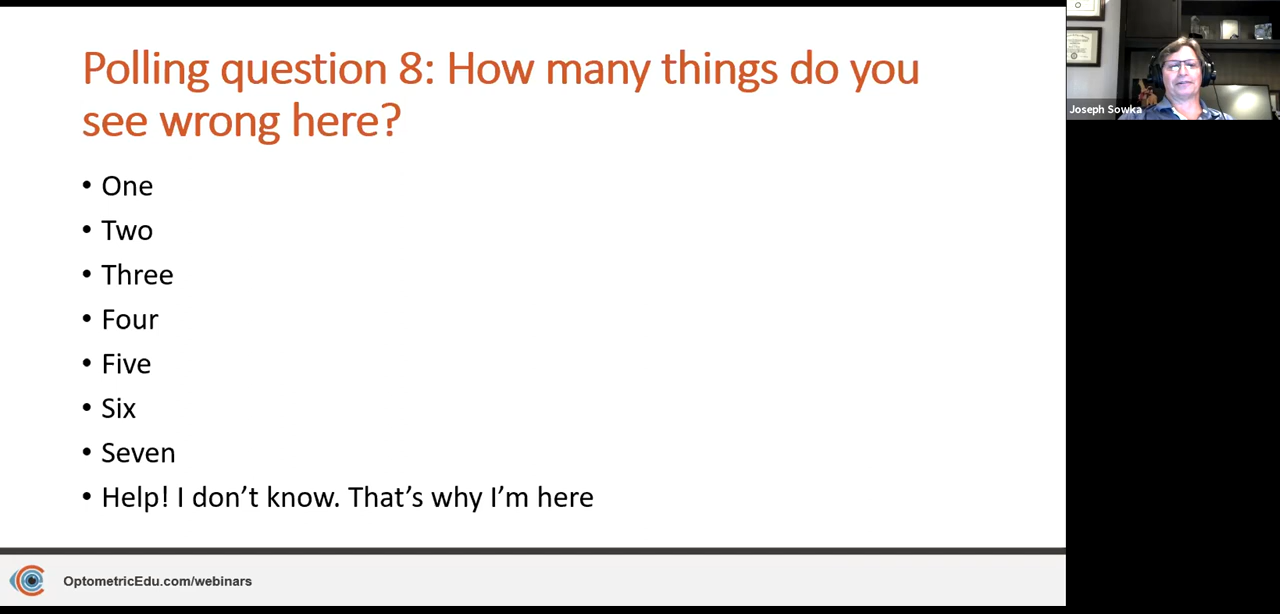 Polling question 8: How many things do you
see wrong here?
• One
• Two
• Three
• Four
• Five
• Six
• Seven
• Help! I don’t know. That’s why I’m here
OptometricEdu.com/webinars
Joseph Sowka